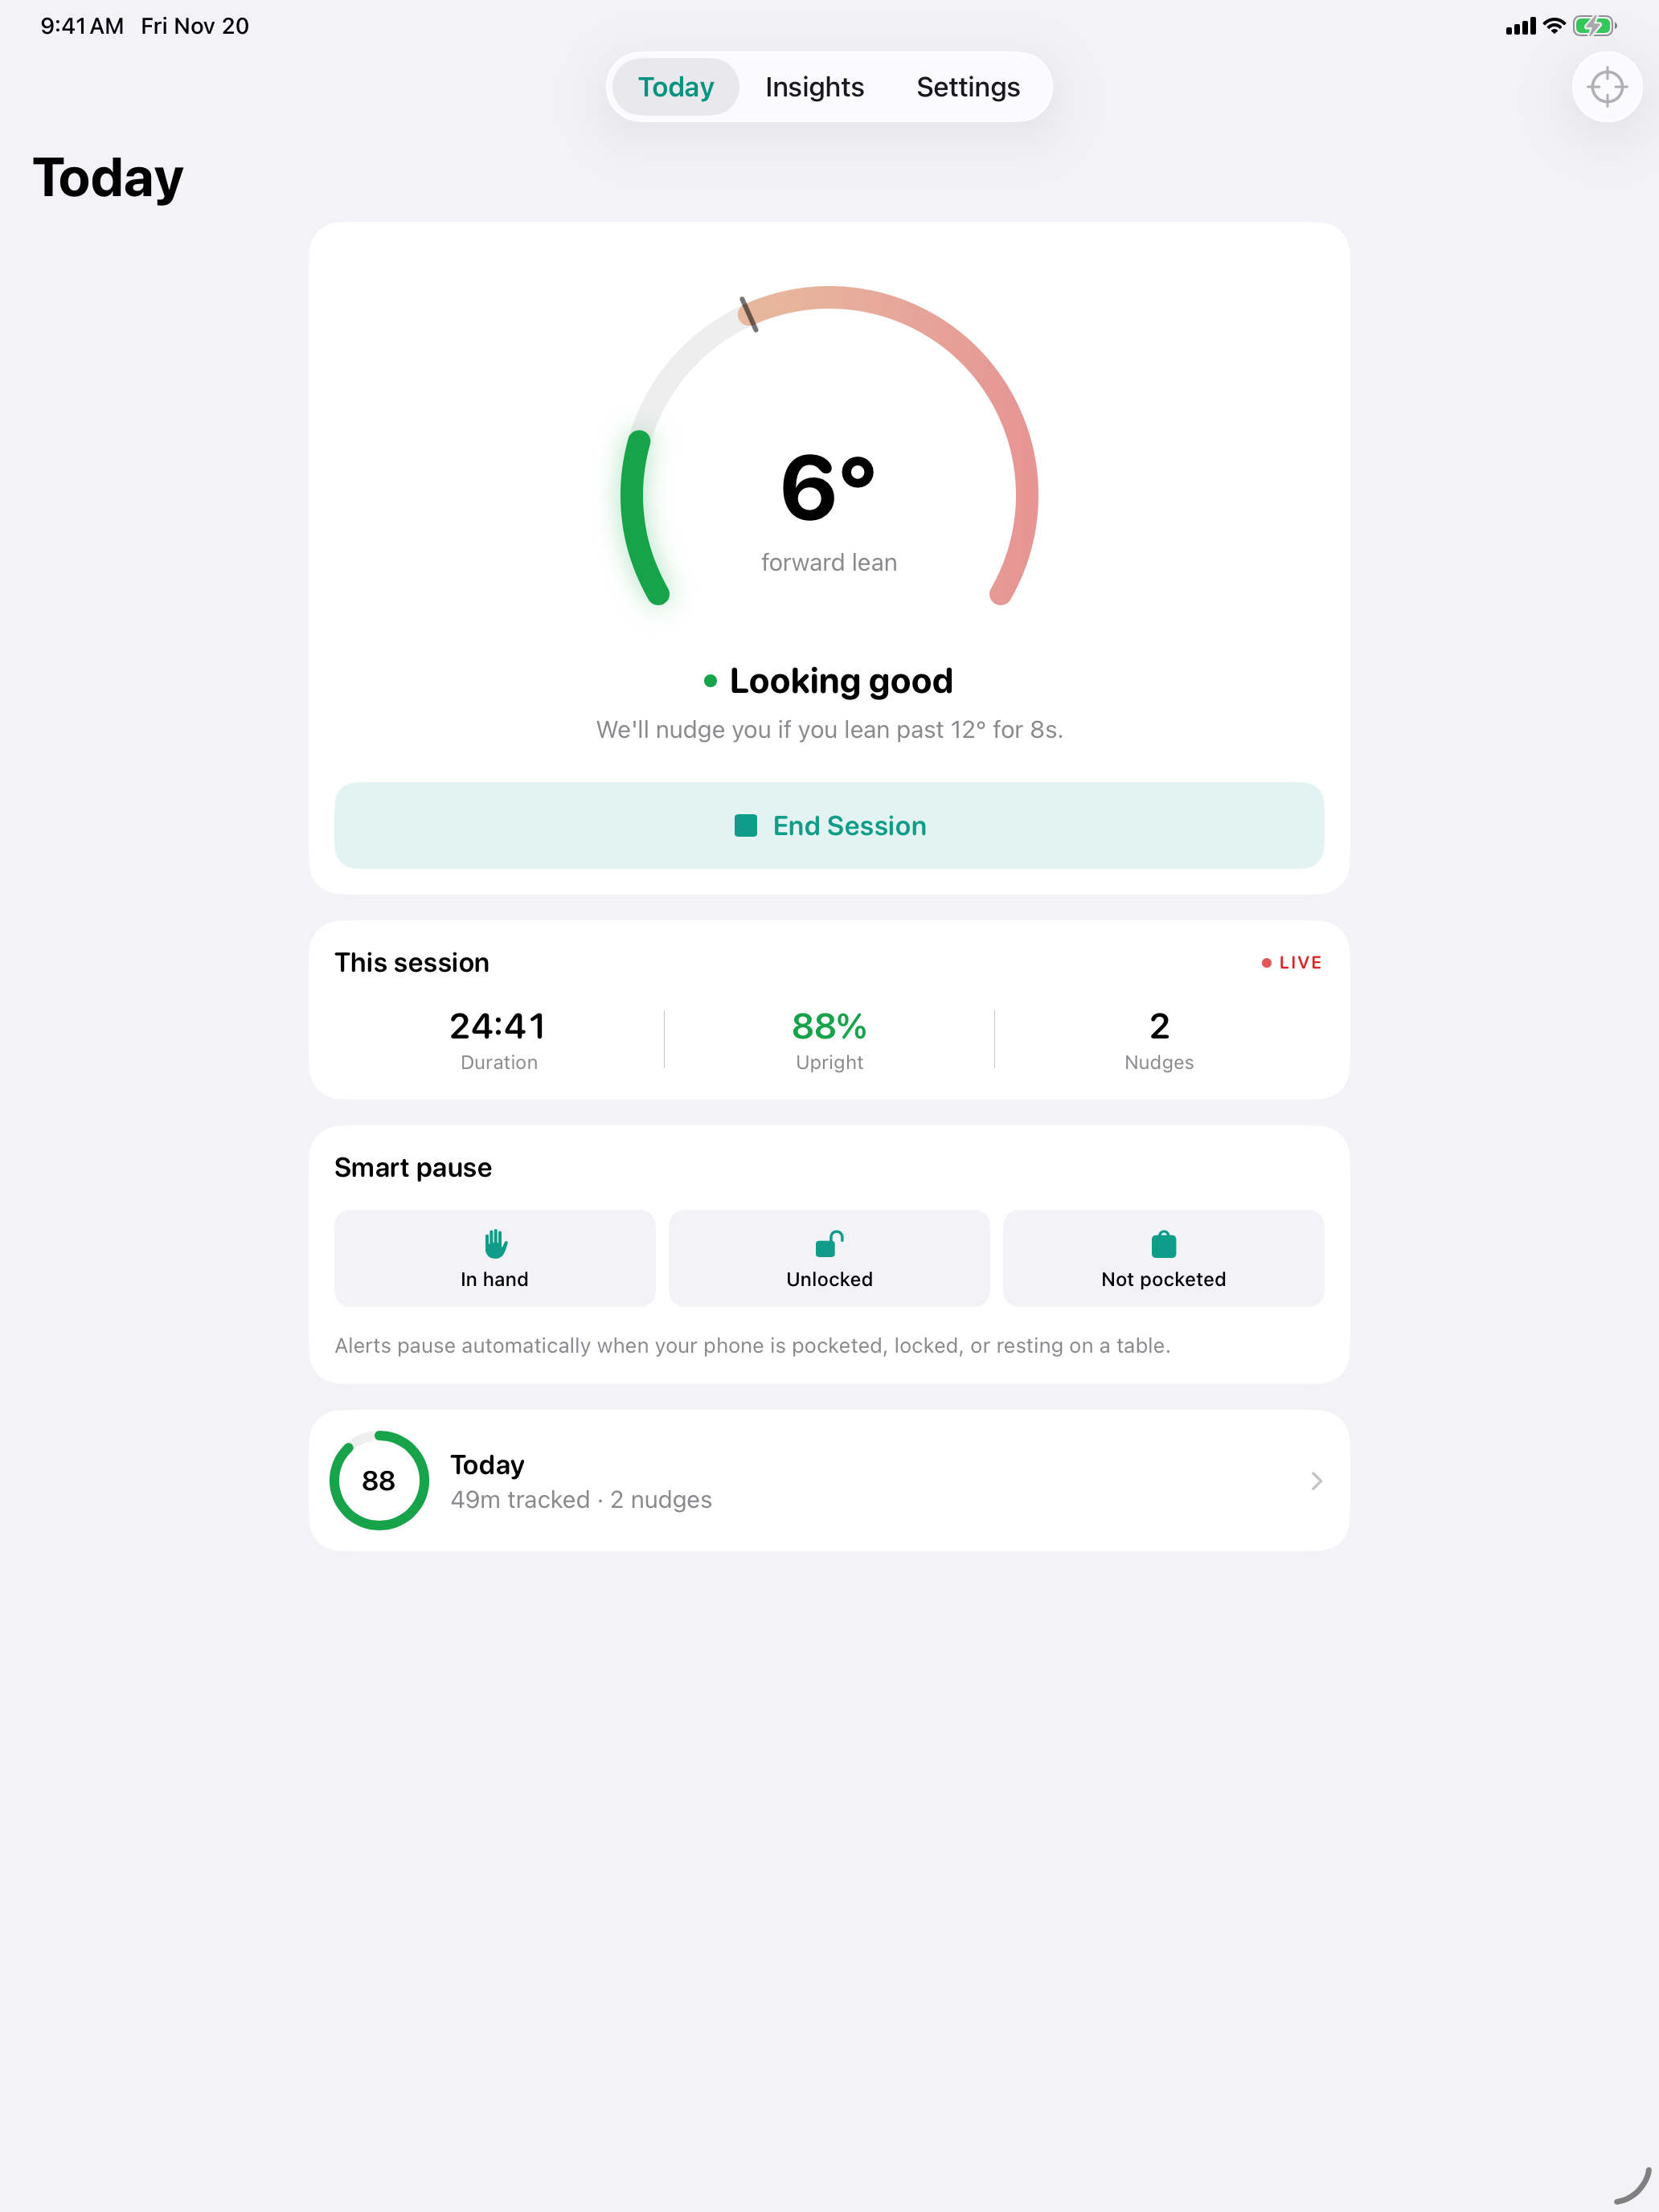 9:41 AM Fri Nov 20
Today Insights Settings
Today
6°
forward lean
Looking good
We'll nudge you if you lean past 12° for 8s.
End Session
This session
LIVE
24:41
Duration
88%
Upright
2
Nudges
Smart pause
In hand
Unlocked
Not pocketed
Alerts pause automatically when your phone is pocketed, locked, or resting on a table.
88
Today
49m tracked · 2 nudges